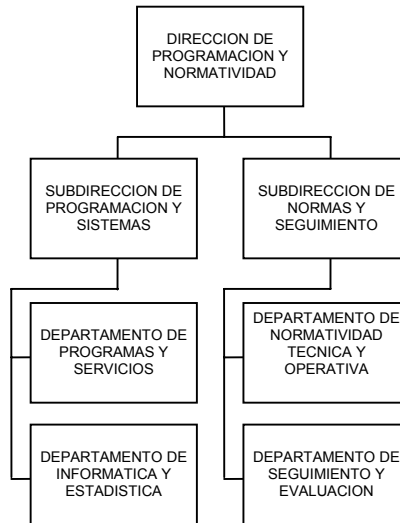 DIRECCION DE
PROGRAMACION Y
NORMATIVIDAD
SUBDIRECCION DE
PROGRAMACION Y
SISTEMAS
SUBDIRECCION DE
NORMAS Y
SEGUIMIENTO
DEPARTAMENTO DE
PROGRAMAS Y
SERVICIOS
DEPARTAMENTO DE
NORMATIVIDAD
TECNICA Y
OPERATIVA
DEPARTAMENTO DE
INFORMATICA Y
ESTADISTICA
DEPARTAMENTO DE
SEGUIMIENTO Y
EVALUACION